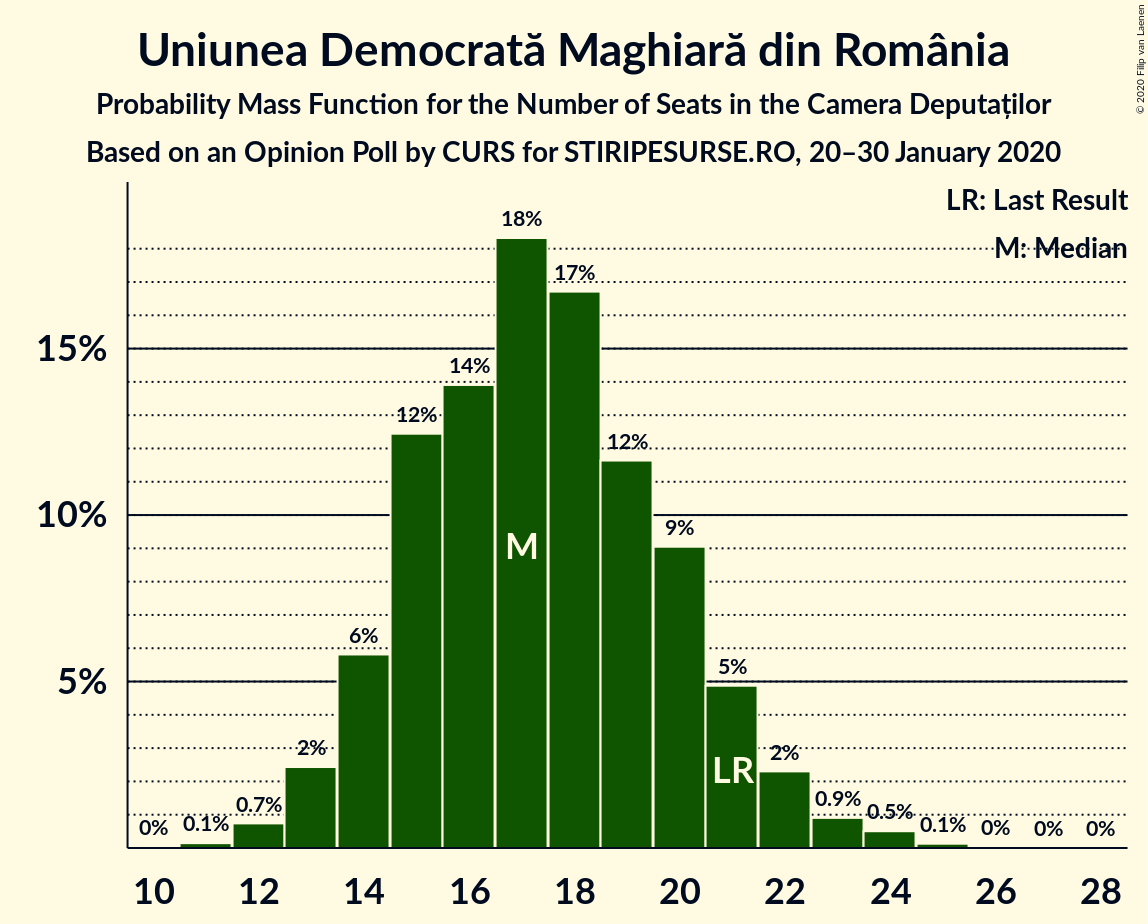 Uniunea Democrată Maghiară din România
Probability Mass Function for the Number of Seats in the Camera Deputaților
Based on an Opinion Poll by CURS for STIRIPESURSE.RO, 20–30 January 2020
© 2020 Filip van Laenen
LR: Last Result
M: Median
15%
10%
5%
0%
0.1%
0.7%
2%
6%
12%
14%
18%
17%
12%
9%
5%
2%
0.9%
0.5%
0.1%
0%
0%
0%
M
LR
10 12 14 16 18 20 22 24 26 28